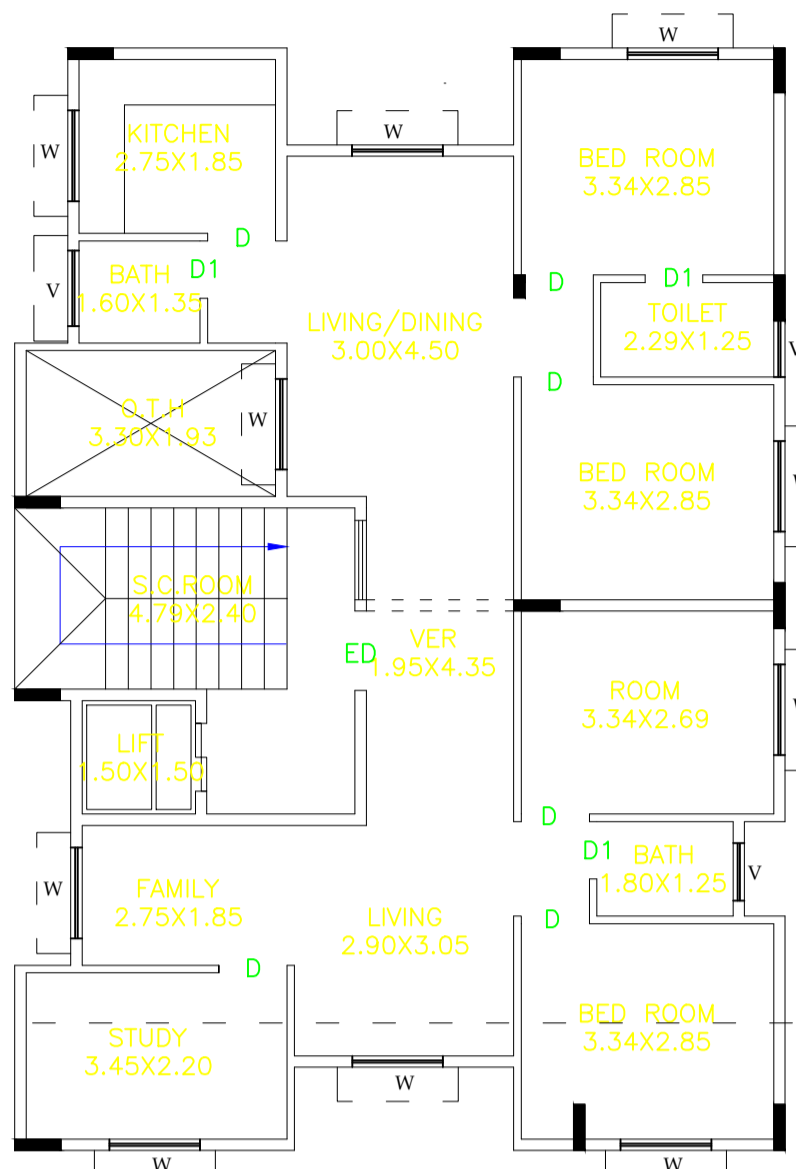 W
W
KITCHEN
2.75X1.85
W
BED ROOM
3.34X2.85
D
D1
BATH
1.60X1.35
V
D
D1
TOILET
2.29X1.25
V
LIVING/DINING
3.00X4.50
D
O.T.H
3.30X1.93
W
BED ROOM
3.34X2.85
W
S.C.ROOM
4.79X2.40
ED
VER
1.95X4.35
ROOM
3.34X2.69
W
LIFT
1.50X1.50
D
D1
BATH
1.80X1.25
V
W
FAMILY
2.75X1.85
LIVING
2.90X3.05
D
D
STUDY
3.45X2.20
BED ROOM
3.34X2.85
W
W
W